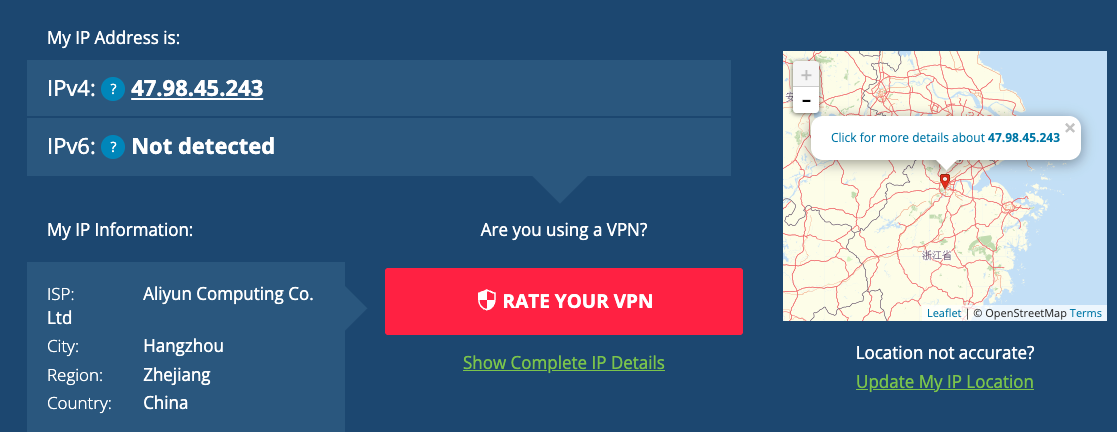 My IP Address is:
IPv4: ? 47.98.45.243
IPv6: ? Not detected
My IP Information:
ISP: Aliyun Computing Co.
Ltd
City: Hangzhou
Region: Zhejiang
Country: China
Are you using a VPN?
RATE YOUR VPN
Show Complete IP Details
+
-
Click for more details about 47.98.45.243
×
浙江省
Leaflet | © OpenStreetMap Terms
Location not accurate?
Update My IP Location